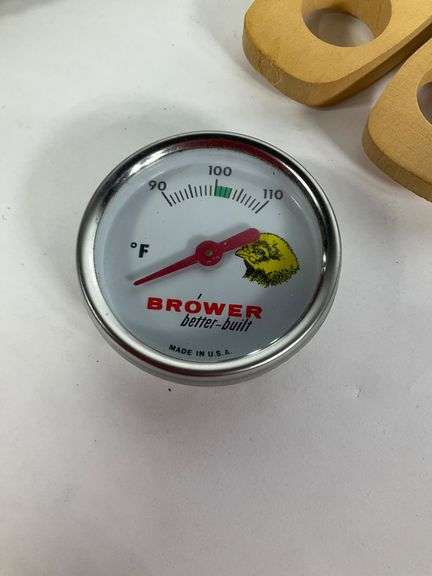 90 100 110
°F
BROWER
better-built
MADE IN U.S.A.